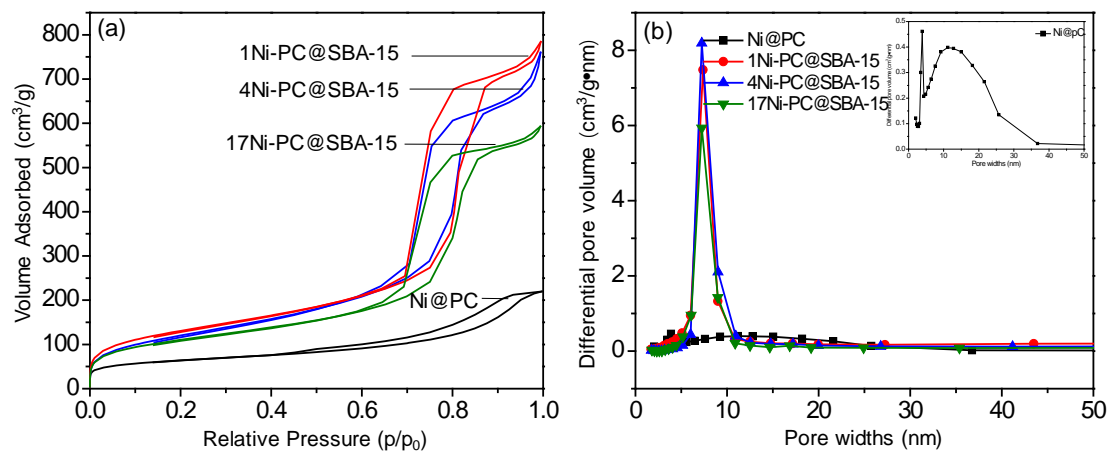 (a)
1Ni-PC@SBA-15
4Ni-PC@SBA-15
17Ni-PC@SBA-15
Ni@PC
Volume Adsorbed (cm³/g)
800
700
600
500
400
300
200
100
0
0.0 0.2 0.4 0.6 0.8 1.0
Relative Pressure (p/p₀)
(b)
Ni@PC
1Ni-PC@SBA-15
4Ni-PC@SBA-15
17Ni-PC@SBA-15
Differential pore volume (cm³/g•nm)
8
6
4
2
0
0 10 20 30 40 50
Pore widths (nm)
Ni@pC
Differential pore volume (cm³/g•nm)
0.5
0.4
0.3
0.2
0.1
0.0
0 10 20 30 40 50
Pore widths (nm)